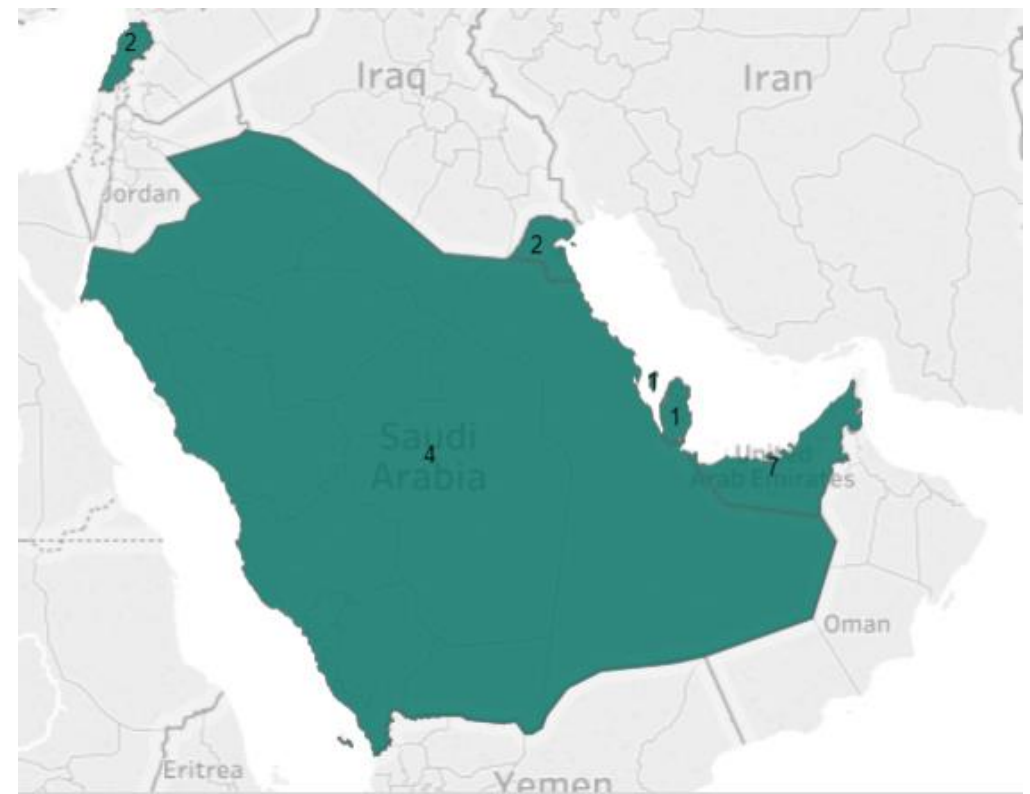 2
Iraq
Iran
Jordan
2
1
1
Saudi
Arabia
4
United
Arab Emirates
7
Oman
Eritrea
Yemen